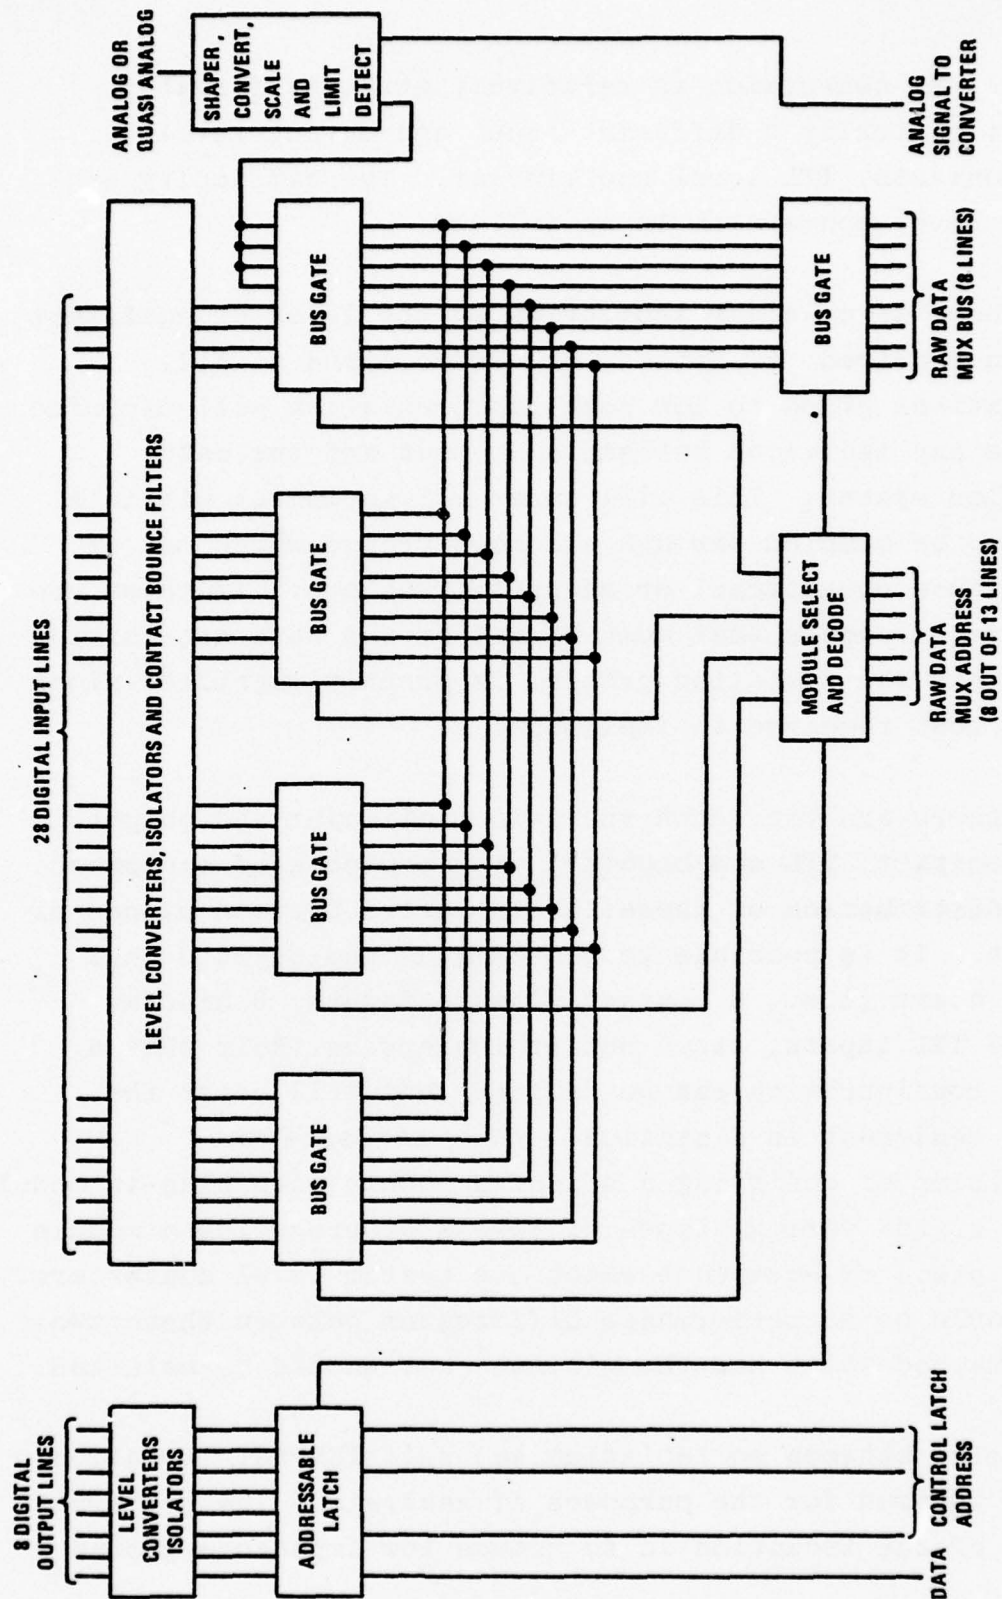 8 DIGITAL
OUTPUT LINES
28 DIGITAL INPUT LINES
ANALOG OR
QUASI ANALOG
LEVEL
CONVERTERS
ISOLATORS
LEVEL CONVERTERS, ISOLATORS AND CONTACT BOUNCE FILTERS
SHAPER,
CONVERT,
SCALE
AND
LIMIT
DETECT
ADDRESSABLE
LATCH
BUS GATE
BUS GATE
BUS GATE
BUS GATE
MODULE SELECT
AND DECODE
BUS GATE
DATA
CONTROL LATCH
ADDRESS
RAW DATA
MUX ADDRESS
(8 OUT OF 13 LINES)
RAW DATA
MUX BUS (8 LINES)
ANALOG
SIGNAL TO
CONVERTER